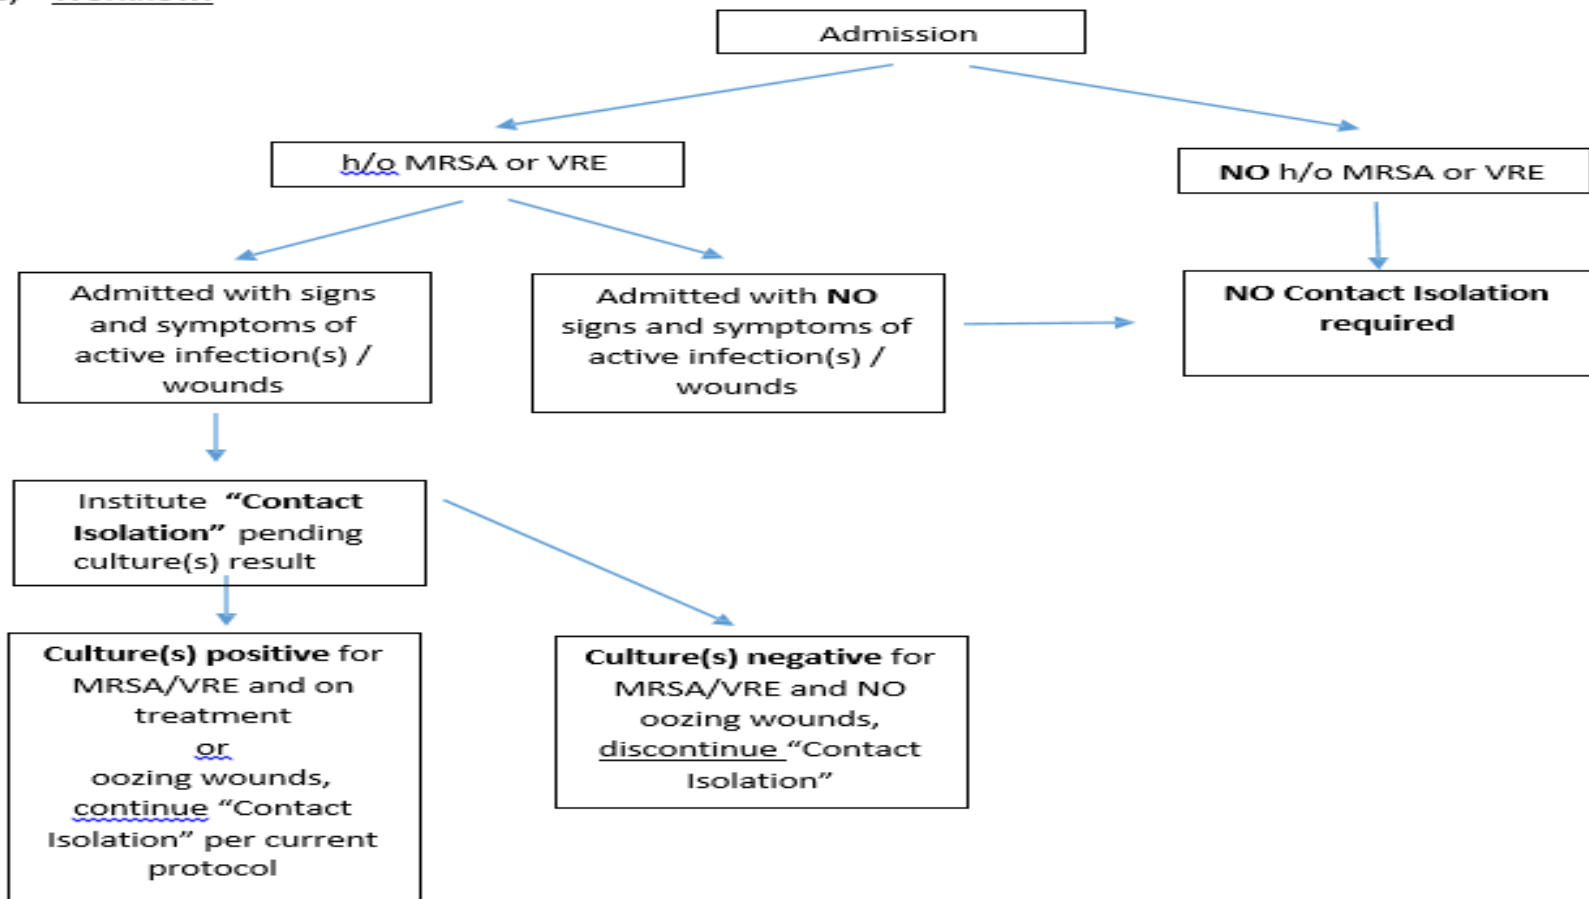 Admission
h/o MRSA or VRE
NO h/o MRSA or VRE
Admitted with signs
and symptoms of
active infection(s) /
wounds
Admitted with NO
signs and symptoms of
active infection(s) /
wounds
NO Contact Isolation
required
Institute “Contact
Isolation” pending
culture(s) result
Culture(s) positive for
MRSA/VRE and on
treatment
or
oozing wounds,
continue “Contact
Isolation” per current
protocol
Culture(s) negative for
MRSA/VRE and NO
oozing wounds,
discontinue “Contact
Isolation”